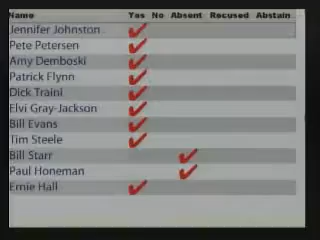 Name Yes No Absent Recused Abstain
Jennifer Johnston
Pete Petersen
Amy Demboski
Patrick Flynn
Dick Traini
Elvi Gray-Jackson
Bill Evans
Tim Steele
Bill Starr
Paul Honeman
Ernie Hall